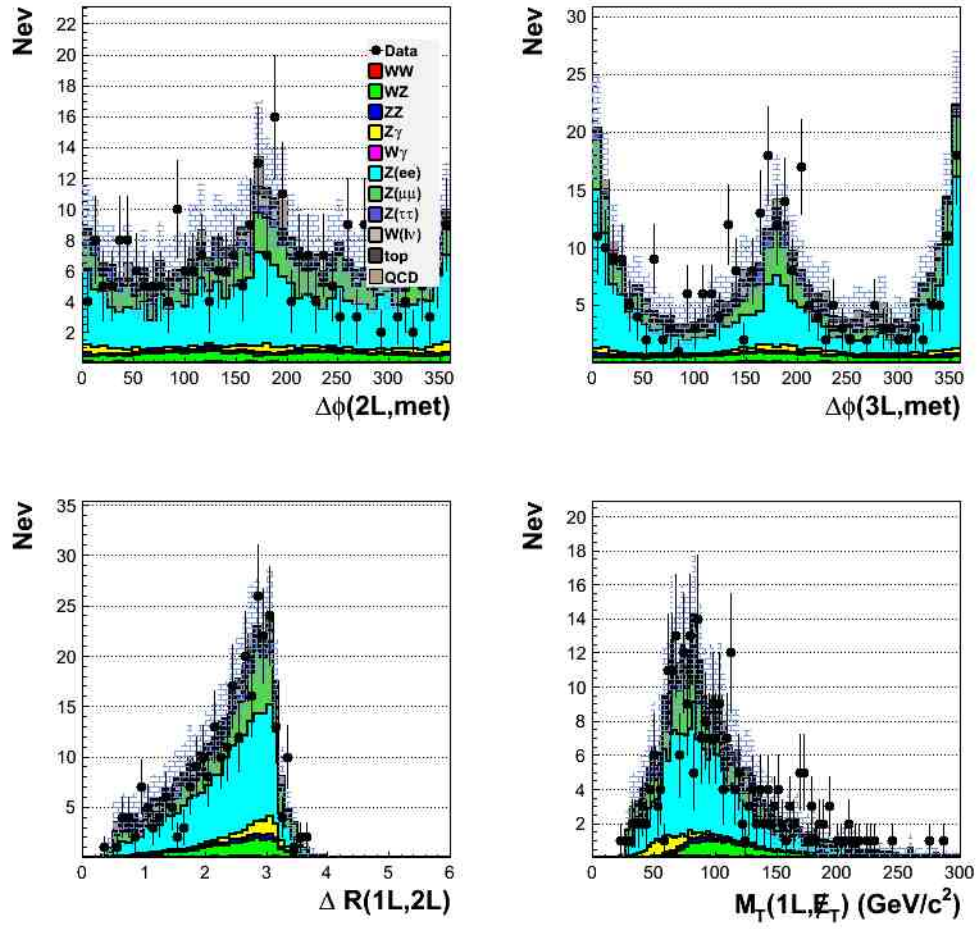 Nev
22
20
18
16
14
12
10
8
6
4
2
0 50 100 150 200 250 300 350
Δϕ(2L,met)
Data
WW
WZ
ZZ
Zγ
Wγ
Z(ee)
Z(μμ)
Z(ττ)
W(lν)
top
QCD
Nev
30
25
20
15
10
5
0 50 100 150 200 250 300 350
Δϕ(3L,met)
Nev
35
30
25
20
15
10
5
0 1 2 3 4 5 6
Δ R(1L,2L)
Nev
20
18
16
14
12
10
8
6
4
2
0 50 100 150 200 250 300
M_T(1L,E̸_T) (GeV/c²)